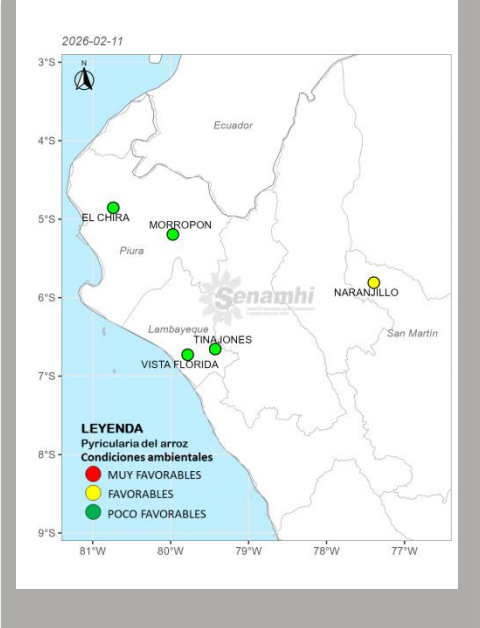 2026-02-11
N
3°S
4°S
5°S
6°S
7°S
8°S
9°S
Ecuador
EL CHIRA
MORROPON
Piura
Senamhi
NARANJILLO
Lambayeque
TINAJONES
San Martín
VISTA FLORIDA
LEYENDA
Pyricularia del arroz
Condiciones ambientales
MUY FAVORABLES
FAVORABLES
POCO FAVORABLES
81°W
80°W
79°W
78°W
77°W